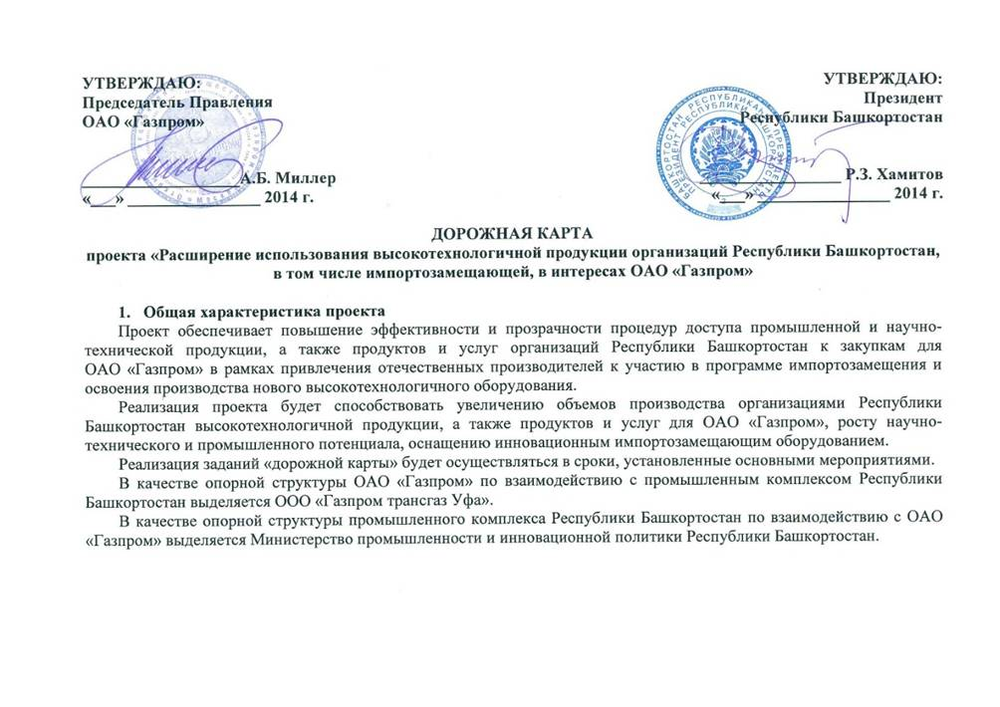 УТВЕРЖДАЮ:
Председатель Правления
ОАО «Газпром»
А.Б. Миллер
«___» ________________ 2014 г.
УТВЕРЖДАЮ:
Президент
Республики Башкортостан
Р.З. Хамитов
«___» ________________ 2014 г.
БАШКОРТОСТАН РЕСПУБЛИКАҺЫ ПРЕЗИДЕНТЫ
ПРЕЗИДЕНТ РЕСПУБЛИКИ БАШКОРТОСТАН
ДОРОЖНАЯ КАРТА
проекта «Расширение использования высокотехнологичной продукции организаций Республики Башкортостан,
в том числе импортозамещающей, в интересах ОАО «Газпром»
1. Общая характеристика проекта
Проект обеспечивает повышение эффективности и прозрачности процедур доступа промышленной и научно-
технической продукции, а также продуктов и услуг организаций Республики Башкортостан к закупкам для
ОАО «Газпром» в рамках привлечения отечественных производителей к участию в программе импортозамещения и
освоения производства нового высокотехнологичного оборудования.
Реализация проекта будет способствовать увеличению объемов производства организациями Республики
Башкортостан высокотехнологичной продукции, а также продуктов и услуг для ОАО «Газпром», росту научно-
технического и промышленного потенциала, оснащению инновационным импортозамещающим оборудованием.
Реализация заданий «дорожной карты» будет осуществляться в сроки, установленные основными мероприятиями.
В качестве опорной структуры ОАО «Газпром» по взаимодействию с промышленным комплексом Республики
Башкортостан выделяется ООО «Газпром трансгаз Уфа».
В качестве опорной структуры промышленного комплекса Республики Башкортостан по взаимодействию с ОАО
«Газпром» выделяется Министерство промышленности и инновационной политики Республики Башкортостан.